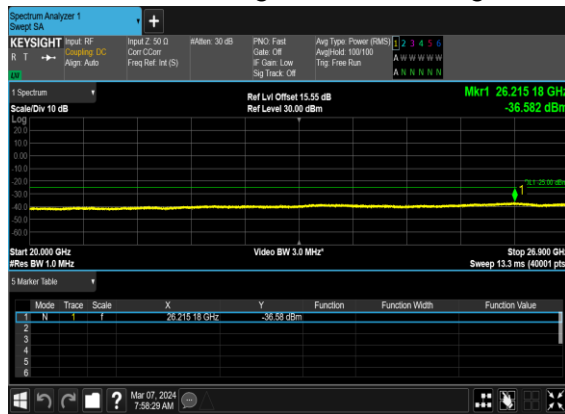 Spectrum Analyzer 1
Swept SA
+
KEYSIGHT Input: RF Input Z: 50 Ω #Atten: 30 dB PNO: Fast Avg Type: Power (RMS) 1 2 3 4 5 6
R T Coupling: DC Corr CCorr Gate: Off Avg|Hold: 100/100 A W W W W W
Align: Auto Freq Ref: Int (S) IF Gain: Low Trig: Free Run
LW Sig Track: Off A N N N N N
1 Spectrum Ref Lvl Offset 15.55 dB Mkr1 26.215 18 GHz
Scale/Div 10 dB Ref Level 30.00 dBm -36.582 dBm
Log
20.0
10.0
0.00
-10.0
-20.0
DL1 -25.00 dBm
1
-30.0
-40.0
-50.0
-60.0
Start 20.000 GHz Video BW 3.0 MHz* Stop 26.900 GHz
#Res BW 1.0 MHz Sweep 13.3 ms (40001 pts)
5 Marker Table
Mode Trace Scale X Y Function Function Width Function Value
1 N 1 f 26.215 18 GHz -36.58 dBm
2
3
4
5
6
? Mar 07, 2024
7:58:29 AM